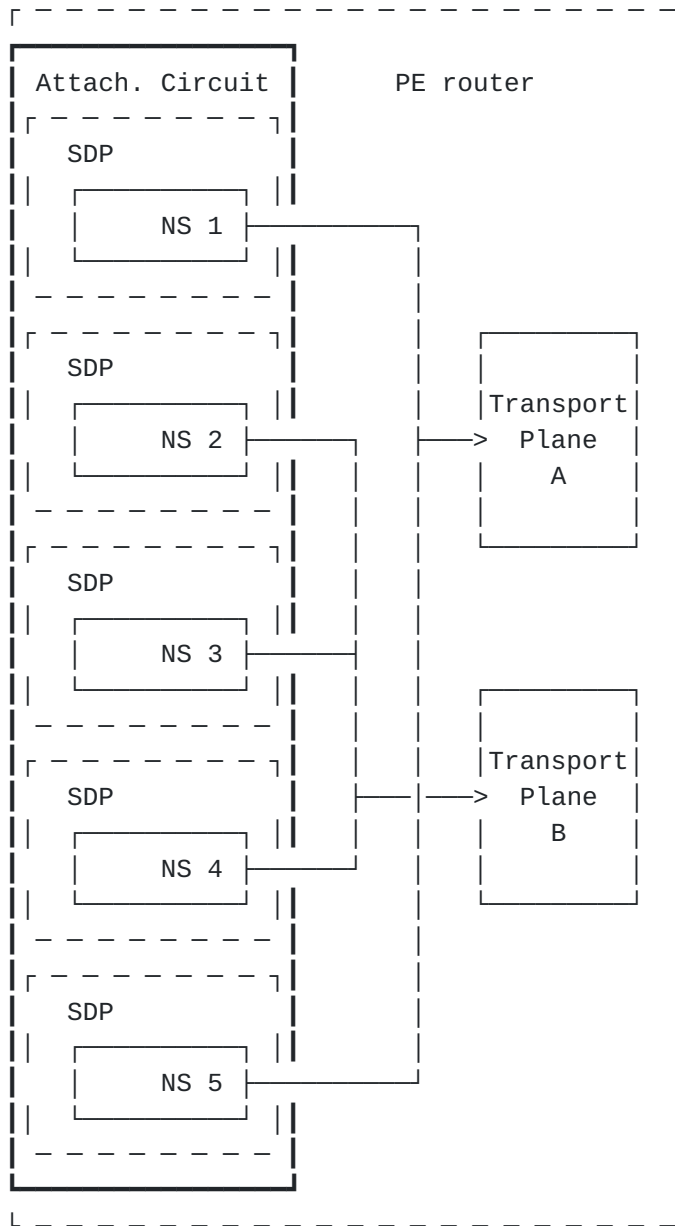 Attach. Circuit PE router
SDP
NS 1
SDP
Transport
NS 2 Plane
A
SDP
NS 3
Transport
SDP Plane
B
NS 4
SDP
NS 5